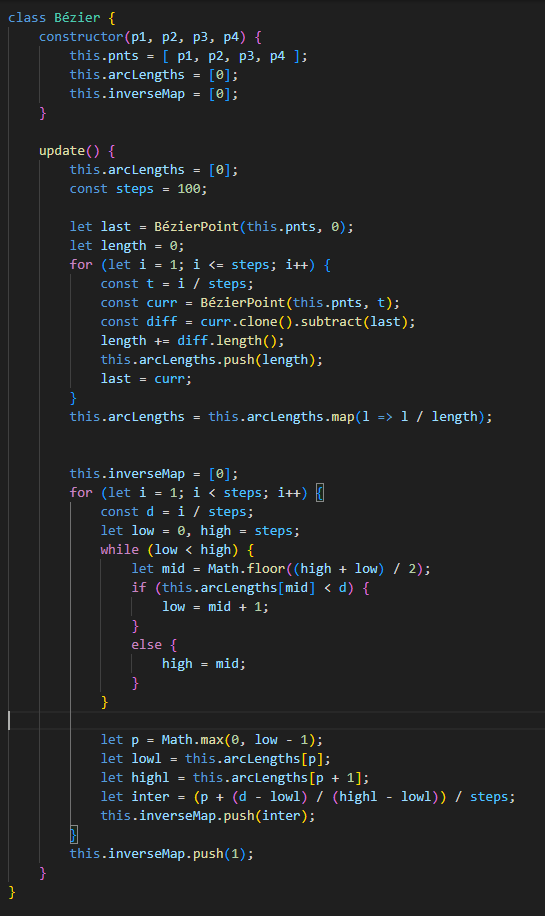 class Bézier {
    constructor(p1, p2, p3, p4) {
        this.pnts = [ p1, p2, p3, p4 ];
        this.arcLengths = [0];
        this.inverseMap = [0];
    }
    update() {
        this.arcLengths = [0];
        const steps = 100;
        let last = BézierPoint(this.pnts, 0);
        let length = 0;
        for (let i = 1; i <= steps; i++) {
            const t = i / steps;
            const curr = BézierPoint(this.pnts, t);
            const diff = curr.clone().subtract(last);
            length += diff.length();
            this.arcLengths.push(length);
            last = curr;
        }
        this.arcLengths = this.arcLengths.map(l => l / length);
        this.inverseMap = [0];
        for (let i = 1; i < steps; i++) {
            const d = i / steps;
            let low = 0, high = steps;
            while (low < high) {
                let mid = Math.floor((high + low) / 2);
                if (this.arcLengths[mid] < d) {
                    low = mid + 1;
                }
                else {
                    high = mid;
                }
            }
            let p = Math.max(0, low - 1);
            let lowl = this.arcLengths[p];
            let highl = this.arcLengths[p + 1];
            let inter = (p + (d - lowl) / (highl - lowl)) / steps;
            this.inverseMap.push(inter);
        }
        this.inverseMap.push(1);
    }
}